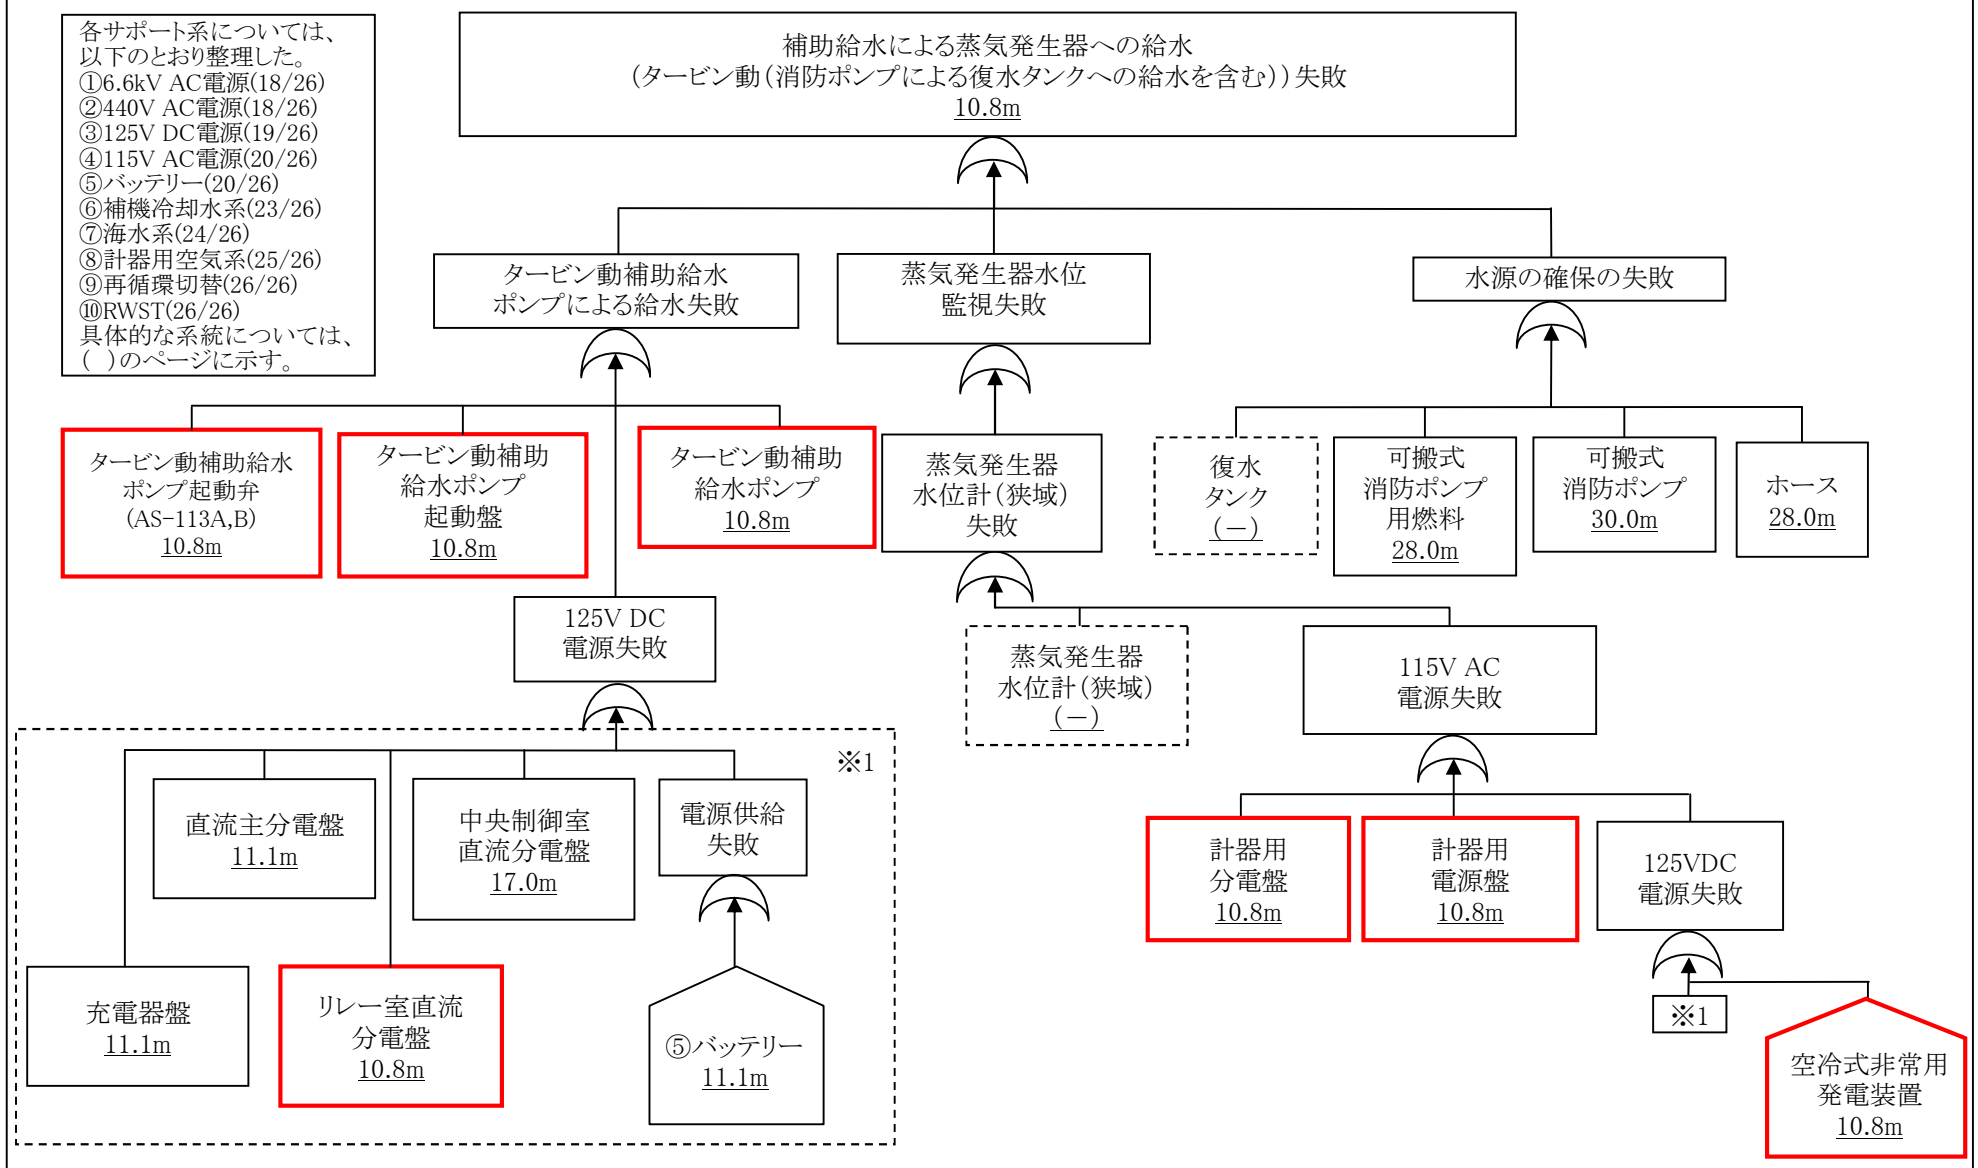 各サポート系については、
以下のとおり整理した。
①6.6kV AC電源(18/26)
②440V AC電源(18/26)
③125V DC電源(19/26)
④115V AC電源(20/26)
⑤バッテリー(20/26)
⑥補機冷却水系(23/26)
⑦海水系(24/26)
⑧計器用空気系(25/26)
⑨再循環切替(26/26)
⑩RWST(26/26)
具体的な系統については、
( )のページに示す。
補助給水による蒸気発生器への給水
(タービン動(消防ポンプによる復水タンクへの給水を含む))失敗
10.8m
タービン動補助給水
ポンプによる給水失敗
蒸気発生器水位
監視失敗
水源の確保の失敗
タービン動補助給水
ポンプ起動弁
(AS-113A,B)
10.8m
タービン動補助
給水ポンプ
起動盤
10.8m
タービン動補助
給水ポンプ
10.8m
蒸気発生器
水位計(狭域)
失敗
復水
タンク
(-)
可搬式
消防ポンプ
用燃料
28.0m
可搬式
消防ポンプ
30.0m
ホース
28.0m
125V DC
電源失敗
蒸気発生器
水位計(狭域)
(-)
115V AC
電源失敗
※1
直流主分電盤
11.1m
中央制御室
直流分電盤
17.0m
電源供給
失敗
計器用
分電盤
10.8m
計器用
電源盤
10.8m
125VDC
電源失敗
充電器盤
11.1m
リレー室直流
分電盤
10.8m
⑤バッテリー
11.1m
※1
空冷式非常用
発電装置
10.8m